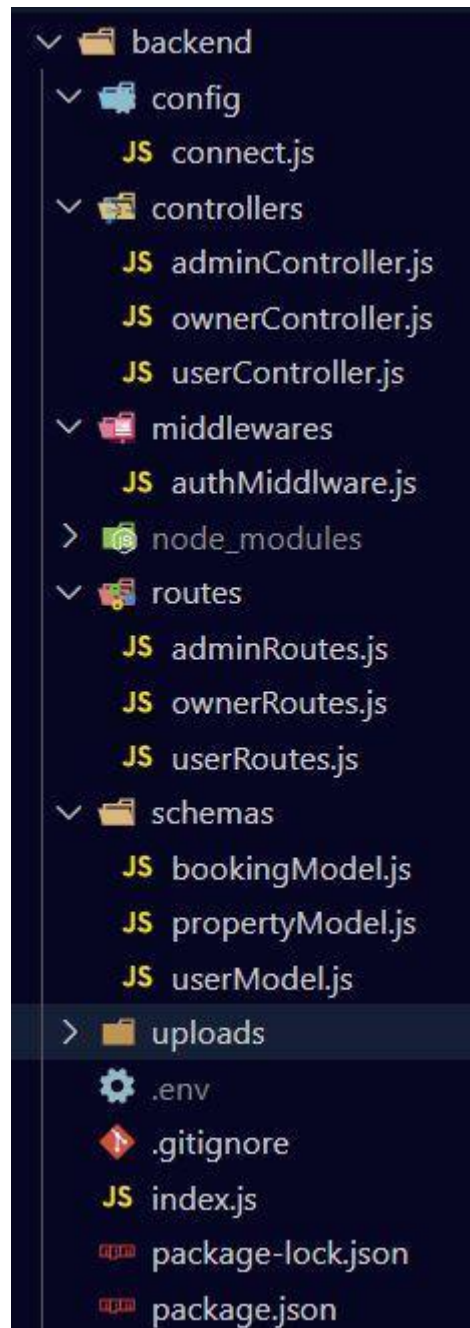 backend
config
JS connect.js
controllers
JS adminController.js
JS ownerController.js
JS userController.js
middlewares
JS authMiddlware.js
node_modules
routes
JS adminRoutes.js
JS ownerRoutes.js
JS userRoutes.js
schemas
JS bookingModel.js
JS propertyModel.js
JS userModel.js
uploads
.env
.gitignore
JS index.js
package-lock.json
package.json